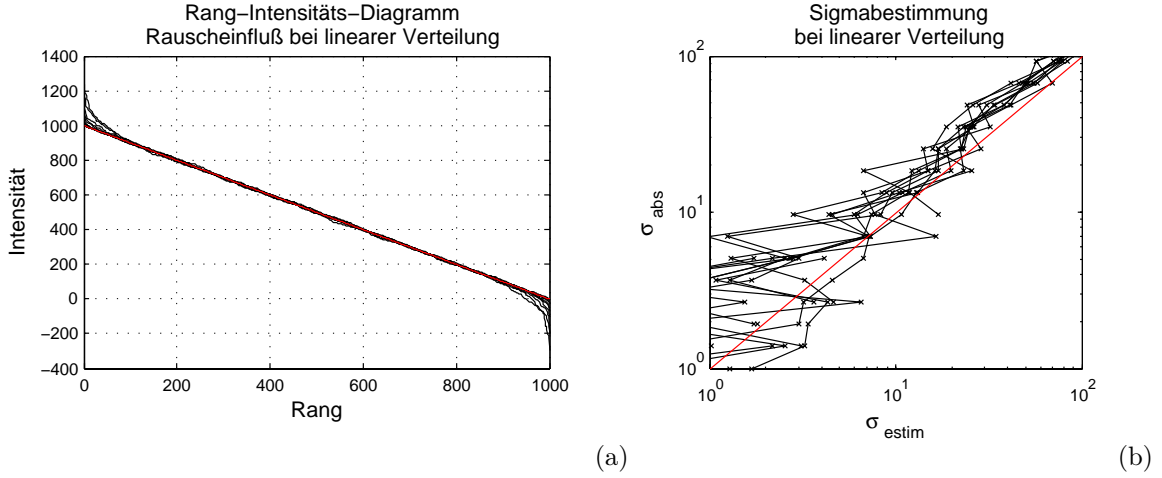 Rang−Intensitäts−Diagramm
Rauscheinfluß bei linearer Verteilung
1400
1200
1000
800
600
400
200
0
−200
−400
Intensität
0 200 400 600 800 1000
Rang
(a)
Sigmabestimmung
bei linearer Verteilung
10^2
10^1
10^0
σ abs
10^0 10^1 10^2
σ estim
(b)